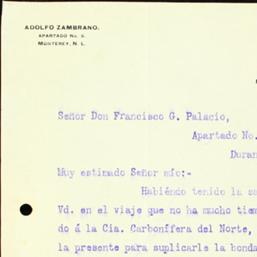 ADOLFO ZAMBRANO.
APARTADO No. 5.
MONTEREY, N. L.
Señor Don Francisco G. Palacio,
Apartado No.
Duran
Muy estimado Señor mío:-
Habiéndo tenido la sa
Vd. en el viaje que no ha mucho tiem
do á la Cia. Carbonífera del Norte,
la presente para suplicarle la bonda